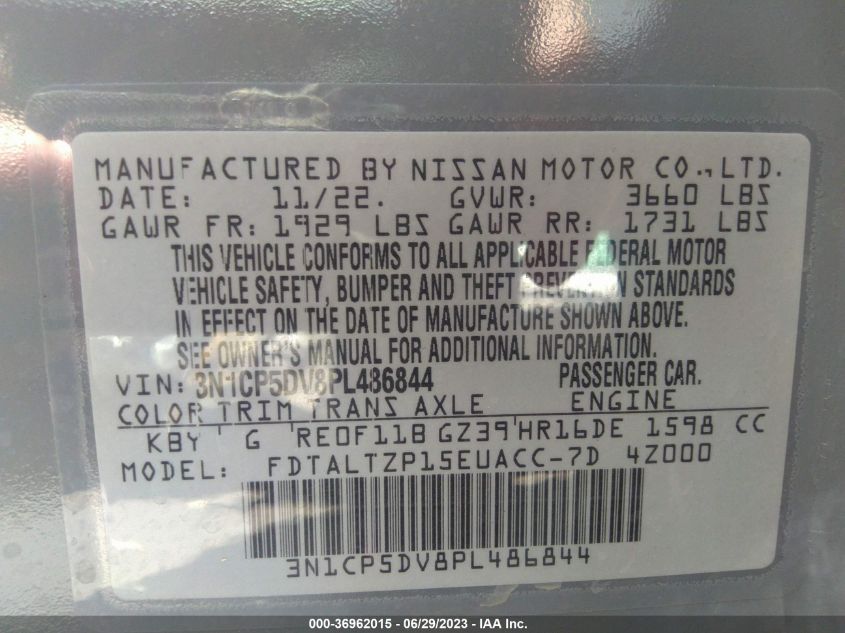 MANUFACTURED BY NISSAN MOTOR CO., LTD.
DATE: 11/22. GVWR: 3660 LBS
GAWR FR: 1929 LBS GAWR RR: 1731 LBS
THIS VEHICLE CONFORMS TO ALL APPLICABLE FEDERAL MOTOR
VEHICLE SAFETY, BUMPER AND THEFT PREVENTION STANDARDS
IN EFFECT ON THE DATE OF MANUFACTURE SHOWN ABOVE.
SEE OWNER'S MANUAL FOR ADDITIONAL INFORMATION.
VIN: 3N1CP5DV8PL486844 PASSENGER CAR.
COLOR TRIM TRANS AXLE ENGINE
KBY G RE0F11B GZ39 HR16DE 1598 CC
MODEL: FDTALTZP15EUACC-7D 4Z000
3N1CP5DV8PL486844
000-36962015 - 06/29/2023 - IAA Inc.